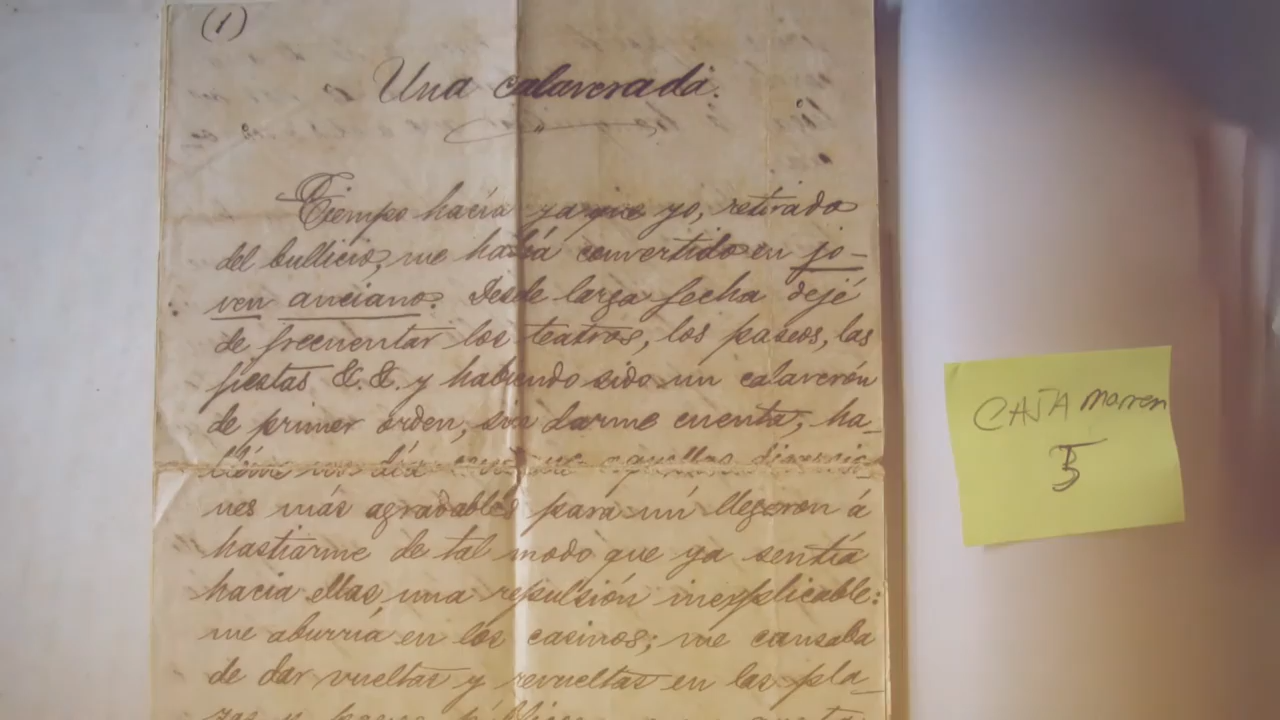 (1)
Una calaverada.
Tiempo hacía ya que yo, retirado
del bullicio, me había convertido en jo-
ven anciano. Desde larga fecha dejé
de frecuentar los teatros, los paseos, las
fiestas &. &. y habiendo sido un calaverón
de primer orden, sin darme cuenta, ha-
aquellas diversio-
nes más agradables para mí llegaron á
hastiarme de tal modo que ya sentía
hacia ellas una repulsión inexplicable:
me aburría en los casinos; me cansaba
de dar vueltas y revueltas en las pla-
zas y
CAJA Marron
5